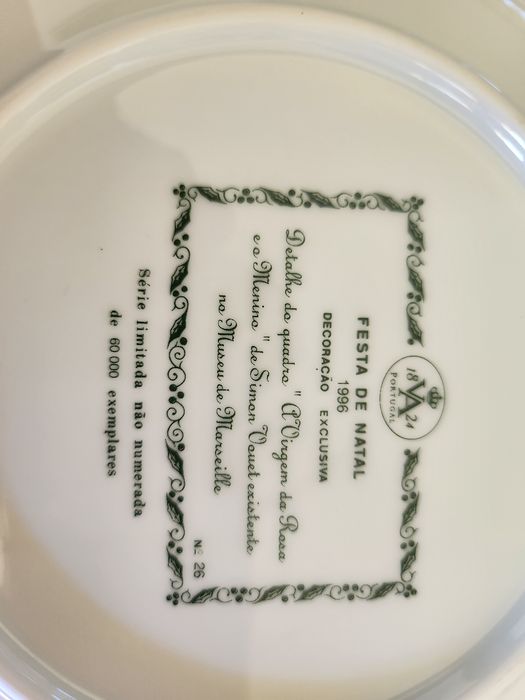 18 VA 24
PORTUGAL
FESTA DE NATAL
1996
DECORAÇÃO EXCLUSIVA
Detalhe do quadro "A Virgem da Rosa
e o Menino" de Simon Vouet existente
no Museu de Marseille
Nº 26
Série limitada não numerada
de 60 000 exemplares